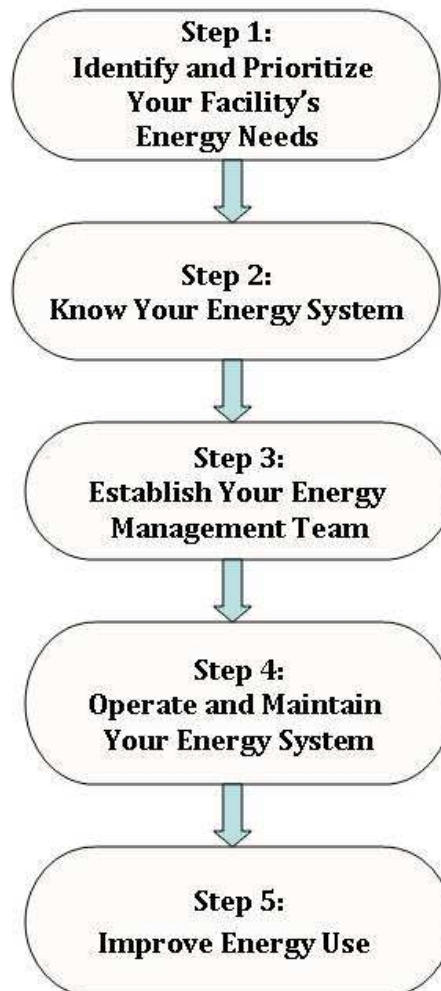 Step 1:
Identify and Prioritize
Your Facility's
Energy Needs
Step 2:
Know Your Energy System
Step 3:
Establish Your Energy
Management Team
Step 4:
Operate and Maintain
Your Energy System
Step 5:
Improve Energy Use